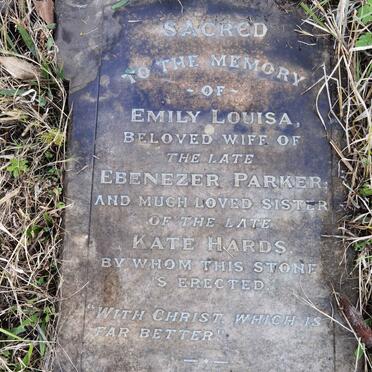 SACRED
TO THE MEMORY
- OF -
EMILY LOUISA,
BELOVED WIFE OF
THE LATE
EBENEZER PARKER,
AND MUCH LOVED SISTER
OF THE LATE
KATE HARDS,
BY WHOM THIS STONE
IS ERECTED.
"WITH CHRIST, WHICH IS
FAR BETTER".